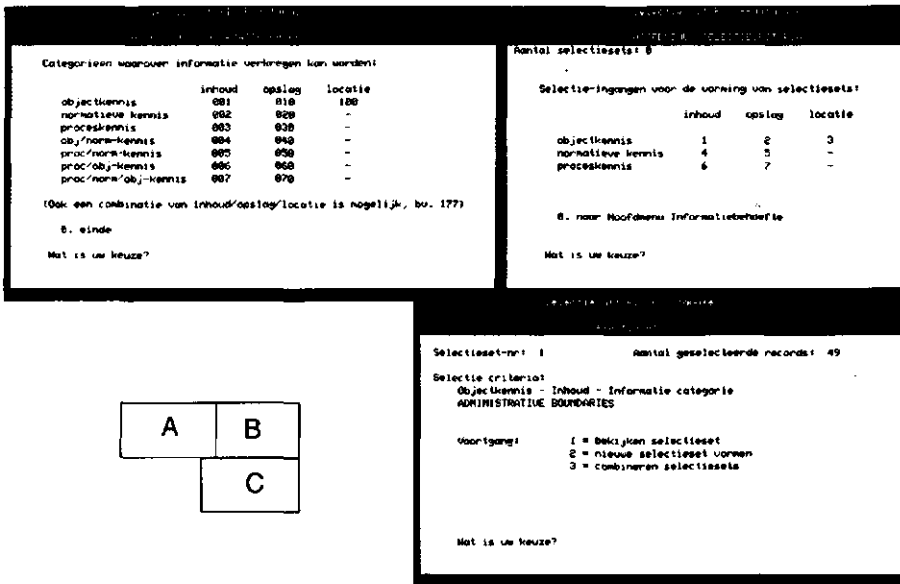 Categorieen waarover informatie verkregen kan worden:
inhoud opslag locatie
objectkennis 001 010 100
normatieve kennis 002 020 -
proceskennis 003 030 -
obj/norm-kennis 004 040 -
proc/norm-kennis 005 050 -
proc/obj-kennis 006 060 -
proc/norm/obj-kennis 007 070 -
(Ook een combinatie van inhoud/opslag/locatie is mogelijk, bv. 177)
0. einde
Wat is uw keuze?
Aantal selectiesets: 0
Selectie-ingangen voor de vorming van selectiesets:
inhoud opslag locatie
objectkennis 1 2 3
normatieve kennis 4 5 -
proceskennis 6 7 -
0. naar Hoofdmenu Informatiebehoefte
Wat is uw keuze?
Selectieset-nr: 1 Aantal geselecteerde records: 49
Selectie criteria:
Objectkennis - Inhoud - Informatie categorie
ADMINISTRATIVE BOUNDARIES
Voortgang: 1 = bekijken selectieset
2 = nieuwe selectieset vormen
3 = combineren selectiesets
Wat is uw keuze?
A B
C